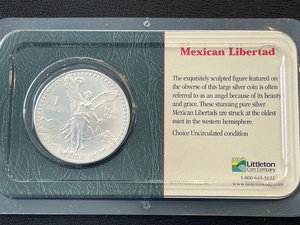 Mexican Libertad
The exquisitely sculpted figure featured on
the obverse of this large silver coin is often
referred to as an angel because of its beauty
and grace. These stunning pure silver
Mexican Libertads are struck at the oldest
mint in the western hemisphere.
Choice Uncirculated condition
Littleton
Coin Company